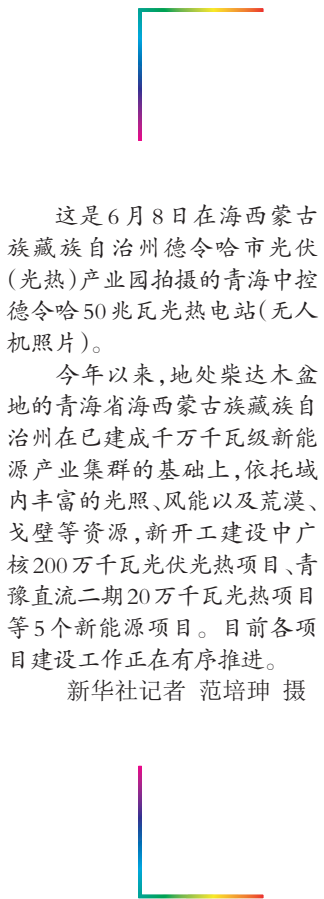 这是6月8日在海西蒙古
族藏族自治州德令哈市光伏
(光热)产业园拍摄的青海中控
德令哈50兆瓦光热电站(无人
机照片)。
今年以来,地处柴达木盆
地的青海省海西蒙古族藏族自
治州在已建成千万千瓦级新能
源产业集群的基础上,依托域
内丰富的光照、风能以及荒漠、
戈壁等资源,新开工建设中广
核200万千瓦光伏光热项目、青
豫直流二期20万千瓦光热项目
等5个新能源项目。目前各项
目建设工作正在有序推进。
新华社记者 范培珅 摄